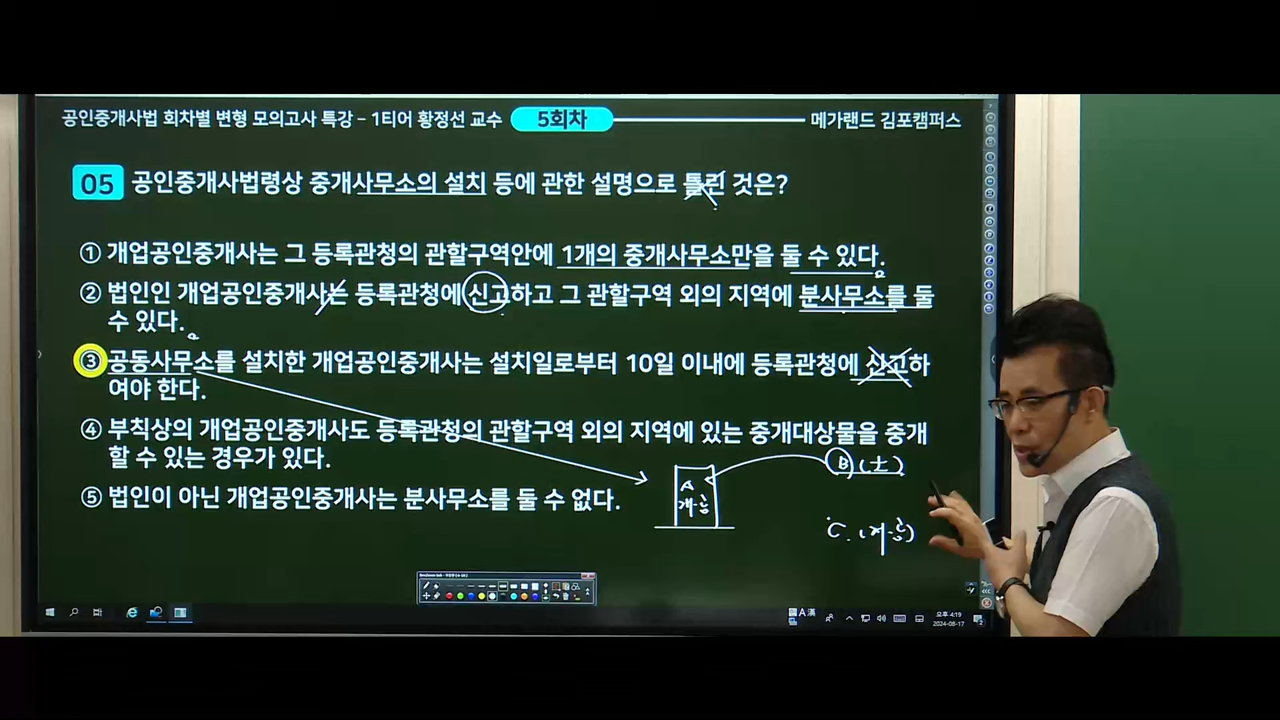 공인중개사법 회차별 변형 모의고사 특강 – 1티어 황정선 교수 5회차 메가랜드 김포캠퍼스
05 공인중개사법령상 중개사무소의 설치 등에 관한 설명으로 틀린 것은?
① 개업공인중개사는 그 등록관청의 관할구역안에 1개의 중개사무소만을 둘 수 있다.
② 법인인 개업공인중개사는 등록관청에 신고하고 그 관할구역 외의 지역에 분사무소를 둘
수 있다.
③ 공동사무소를 설치한 개업공인중개사는 설치일로부터 10일 이내에 등록관청에 신고하
여야 한다.
④ 부칙상의 개업공인중개사도 등록관청의 관할구역 외의 지역에 있는 중개대상물을 중개
할 수 있는 경우가 있다.
⑤ 법인이 아닌 개업공인중개사는 분사무소를 둘 수 없다.
A
B
C
A 漢
오후 4:19
2024-08-17